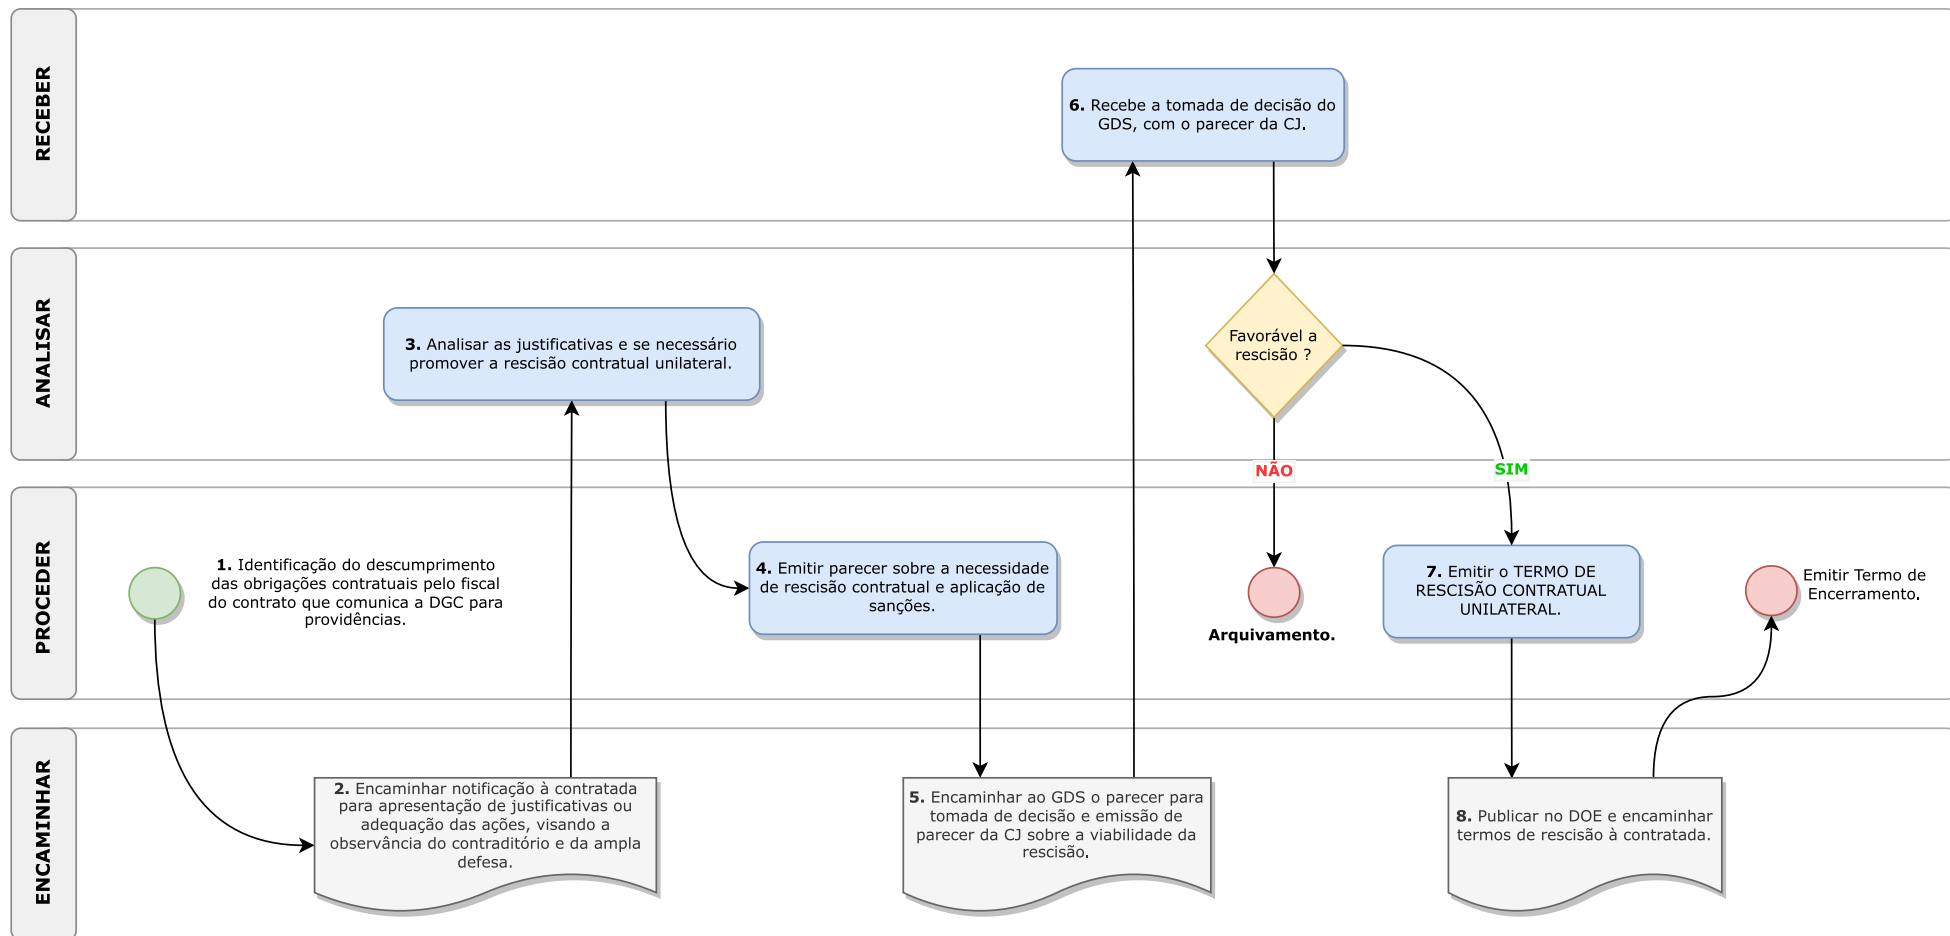 RECEBER
6. Recebe a tomada de decisão do
GDS, com o parecer da CJ.
ANALISAR
3. Analisar as justificativas e se necessário
promover a rescisão contratual unilateral.
Favorável a
rescisão ?
NÃO
SIM
PROCEDER
1. Identificação do descumprimento
das obrigações contratuais pelo fiscal
do contrato que comunica a DGC para
providências.
4. Emitir parecer sobre a necessidade
de rescisão contratual e aplicação de
sanções.
Arquivamento.
7. Emitir o TERMO DE
RESCISÃO CONTRATUAL
UNILATERAL.
Emitir Termo de
Encerramento.
ENCAMINHAR
2. Encaminhar notificação à contratada
para apresentação de justificativas ou
adequação das ações, visando a
observância do contraditório e da ampla
defesa.
5. Encaminhar ao GDS o parecer para
tomada de decisão e emissão de
parecer da CJ sobre a viabilidade da
rescisão.
8. Publicar no DOE e encaminhar
termos de rescisão à contratada.